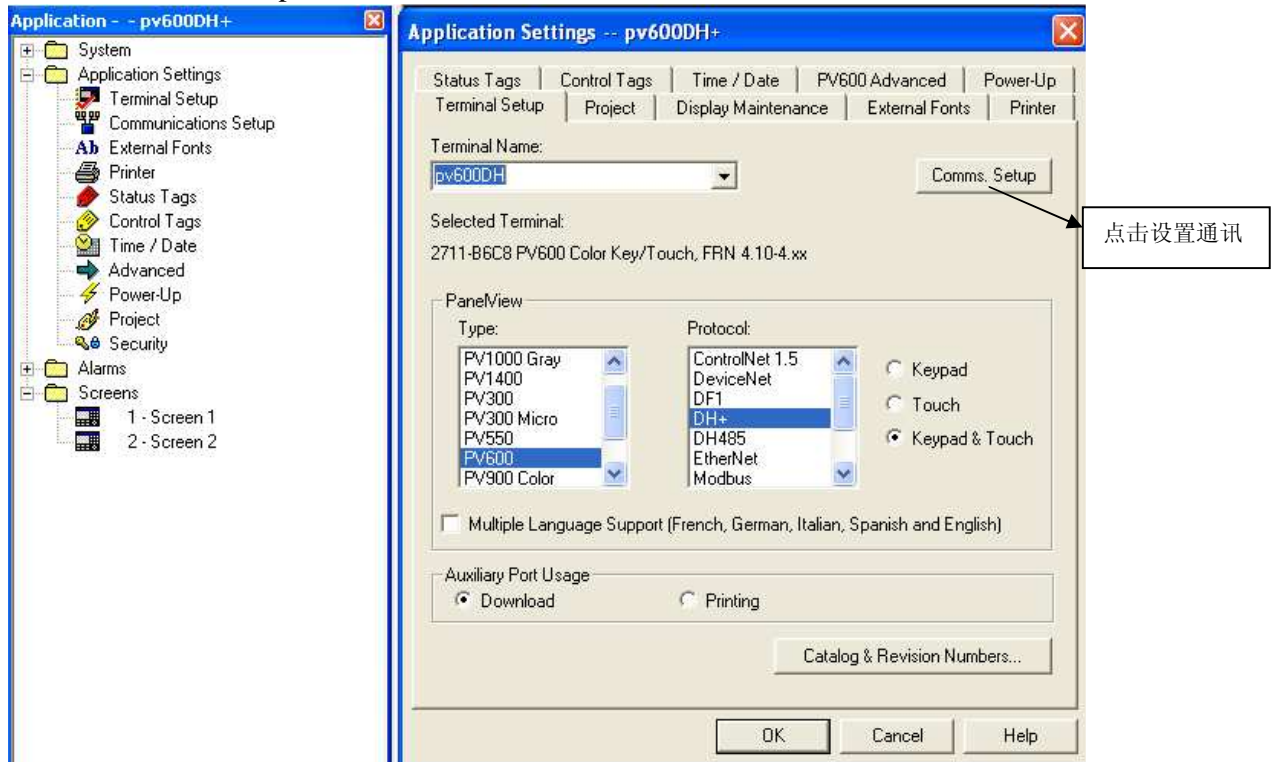 Application - - pv600DH+
System
Application Settings
Terminal Setup
Communications Setup
Ab External Fonts
Printer
Status Tags
Control Tags
Time / Date
Advanced
Power-Up
Project
Security
Alarms
Screens
1 - Screen 1
2 - Screen 2
Application Settings -- pv600DH+
Status Tags Control Tags Time / Date PV600 Advanced Power-Up
Terminal Setup Project Display Maintenance External Fonts Printer
Terminal Name:
pv600DH
Comms. Setup
点击设置通讯
Selected Terminal:
2711-B6C8 PV600 Color Key/Touch, FRN 4.10-4.xx
PanelView
Type:
PV1000 Gray
PV1400
PV300
PV300 Micro
PV550
PV600
PV900 Color
Protocol:
ControlNet 1.5
DeviceNet
DF1
DH+
DH485
EtherNet
Modbus
Keypad
Touch
Keypad & Touch
Multiple Language Support (French, German, Italian, Spanish and English)
Auxiliary Port Usage
Download Printing
Catalog & Revision Numbers...
OK Cancel Help